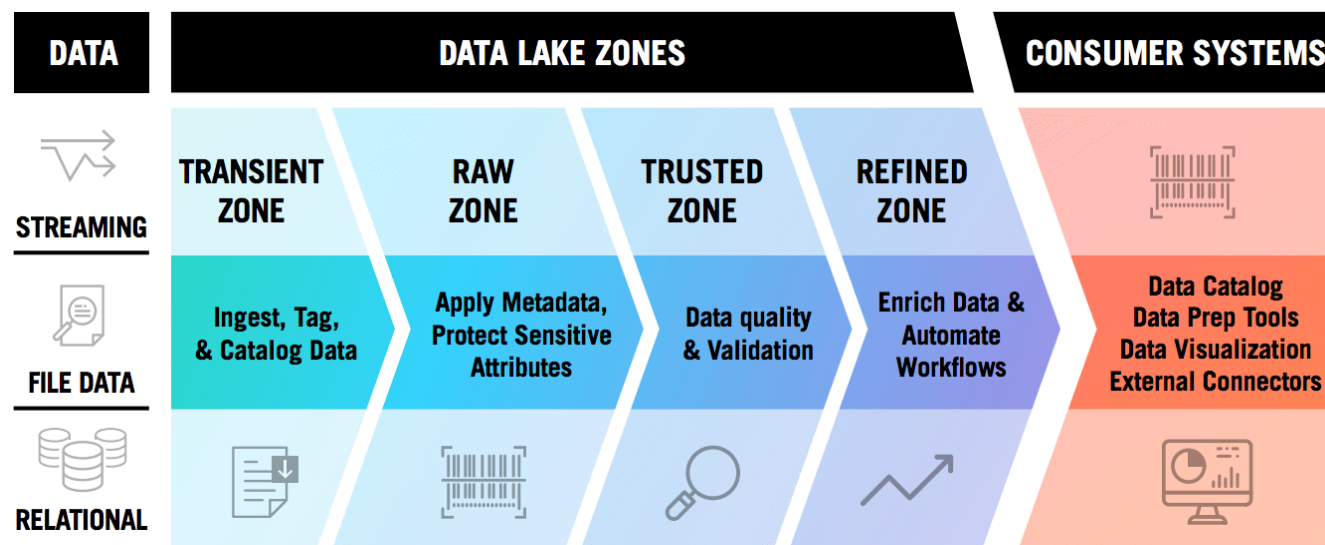 DATA
DATA LAKE ZONES
CONSUMER SYSTEMS
STREAMING
FILE DATA
RELATIONAL
TRANSIENT
ZONE
Ingest, Tag,
& Catalog Data
RAW
ZONE
Apply Metadata,
Protect Sensitive
Attributes
TRUSTED
ZONE
Data quality
& Validation
REFINED
ZONE
Enrich Data &
Automate
Workflows
Data Catalog
Data Prep Tools
Data Visualization
External Connectors